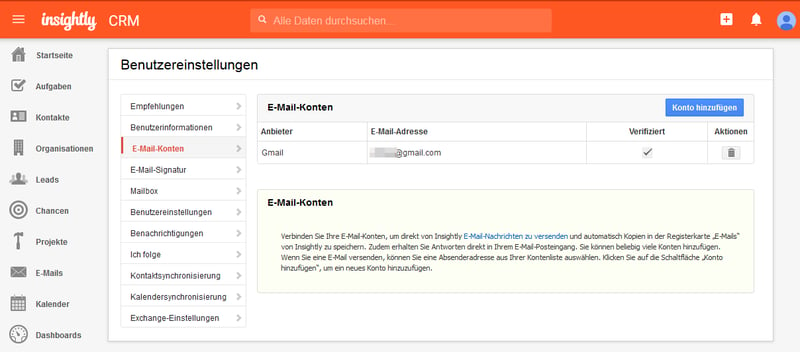 insightly CRM Alle Daten durchsuchen...
Startseite
Aufgaben
Kontakte
Organisationen
Leads
Chancen
Projekte
E-Mails
Kalender
Dashboards
Benutzereinstellungen
Empfehlungen
Benutzerinformationen
E-Mail-Konten
E-Mail-Signatur
Mailbox
Benutzereinstellungen
Benachrichtigungen
Ich folge
Kontaktsynchronisierung
Kalendersynchronisierung
Exchange-Einstellungen
E-Mail-Konten Konto hinzufügen
Anbieter E-Mail-Adresse Verifiziert Aktionen
Gmail @gmail.com
E-Mail-Konten
Verbinden Sie Ihre E-Mail-Konten, um direkt von Insightly E-Mail-Nachrichten zu versenden und automatisch Kopien in der Registerkarte „E-Mails"
von Insightly zu speichern. Zudem erhalten Sie Antworten direkt in Ihrem E-Mail-Posteingang. Sie können beliebig viele Konten hinzufügen.
Wenn Sie eine E-Mail versenden, können Sie eine Absenderadresse aus Ihrer Kontenliste auswählen. Klicken Sie auf die Schaltfläche „Konto
hinzufügen", um ein neues Konto hinzuzufügen.